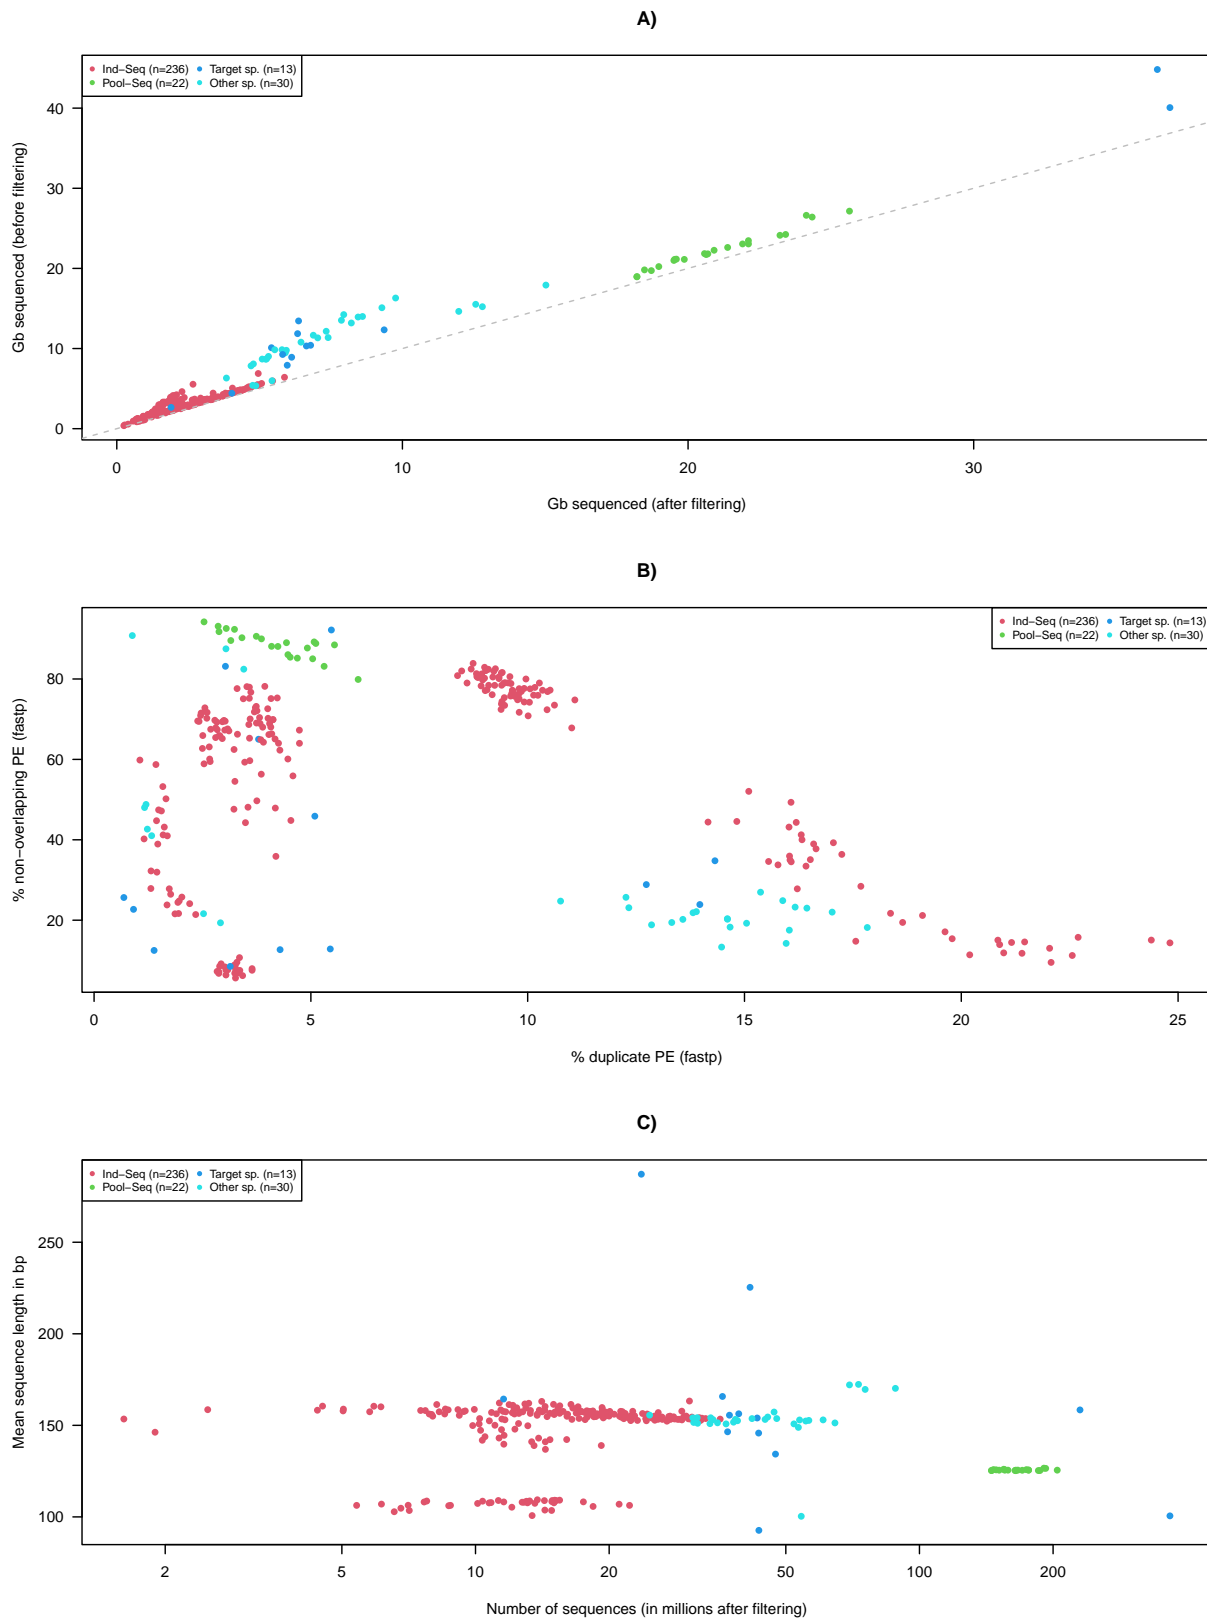 A)
Ind−Seq (n=236) Target sp. (n=13)
Pool−Seq (n=22) Other sp. (n=30)
40
30
20
10
0
Gb sequenced (before filtering)
0 10 20 30
Gb sequenced (after filtering)
B)
Ind−Seq (n=236) Target sp. (n=13)
Pool−Seq (n=22) Other sp. (n=30)
80
60
40
20
% non−overlapping PE (fastp)
0 5 10 15 20 25
% duplicate PE (fastp)
C)
Ind−Seq (n=236) Target sp. (n=13)
Pool−Seq (n=22) Other sp. (n=30)
250
200
150
100
Mean sequence length in bp
2 5 10 20 50 100 200
Number of sequences (in millions after filtering)